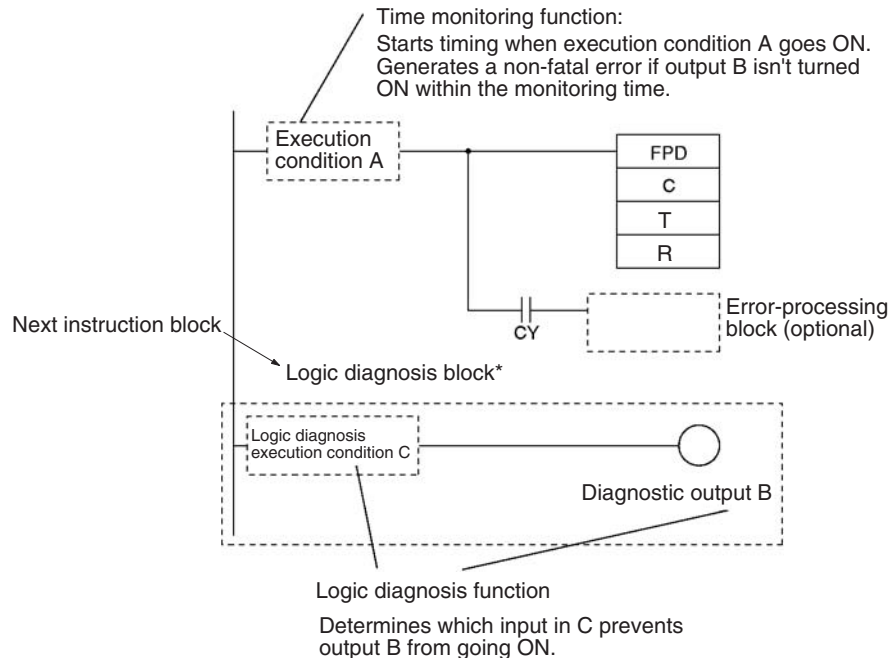 Time monitoring function:
Starts timing when execution condition A goes ON.
Generates a non-fatal error if output B isn't turned
ON within the monitoring time.
Execution
condition A
FPD
C
T
R
CY
Error-processing
block (optional)
Next instruction block
Logic diagnosis block*
Logic diagnosis
execution condition C
Diagnostic output B
Logic diagnosis function
Determines which input in C prevents
output B from going ON.